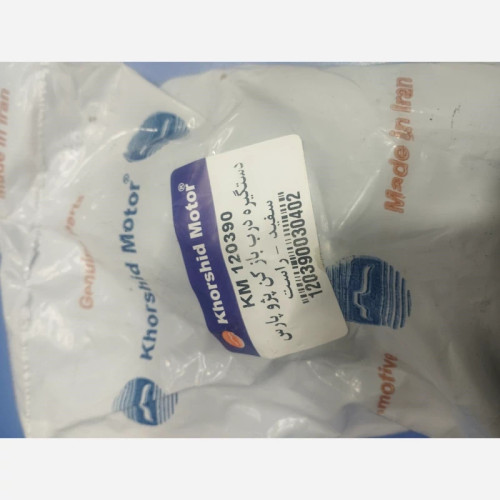 Khorshid Motor®
KM 120390
دستگیره درب باز کن پژو پارس
سفید - راست
120390030402
Khorshid Motor®
Made in Iran
Made in Iran